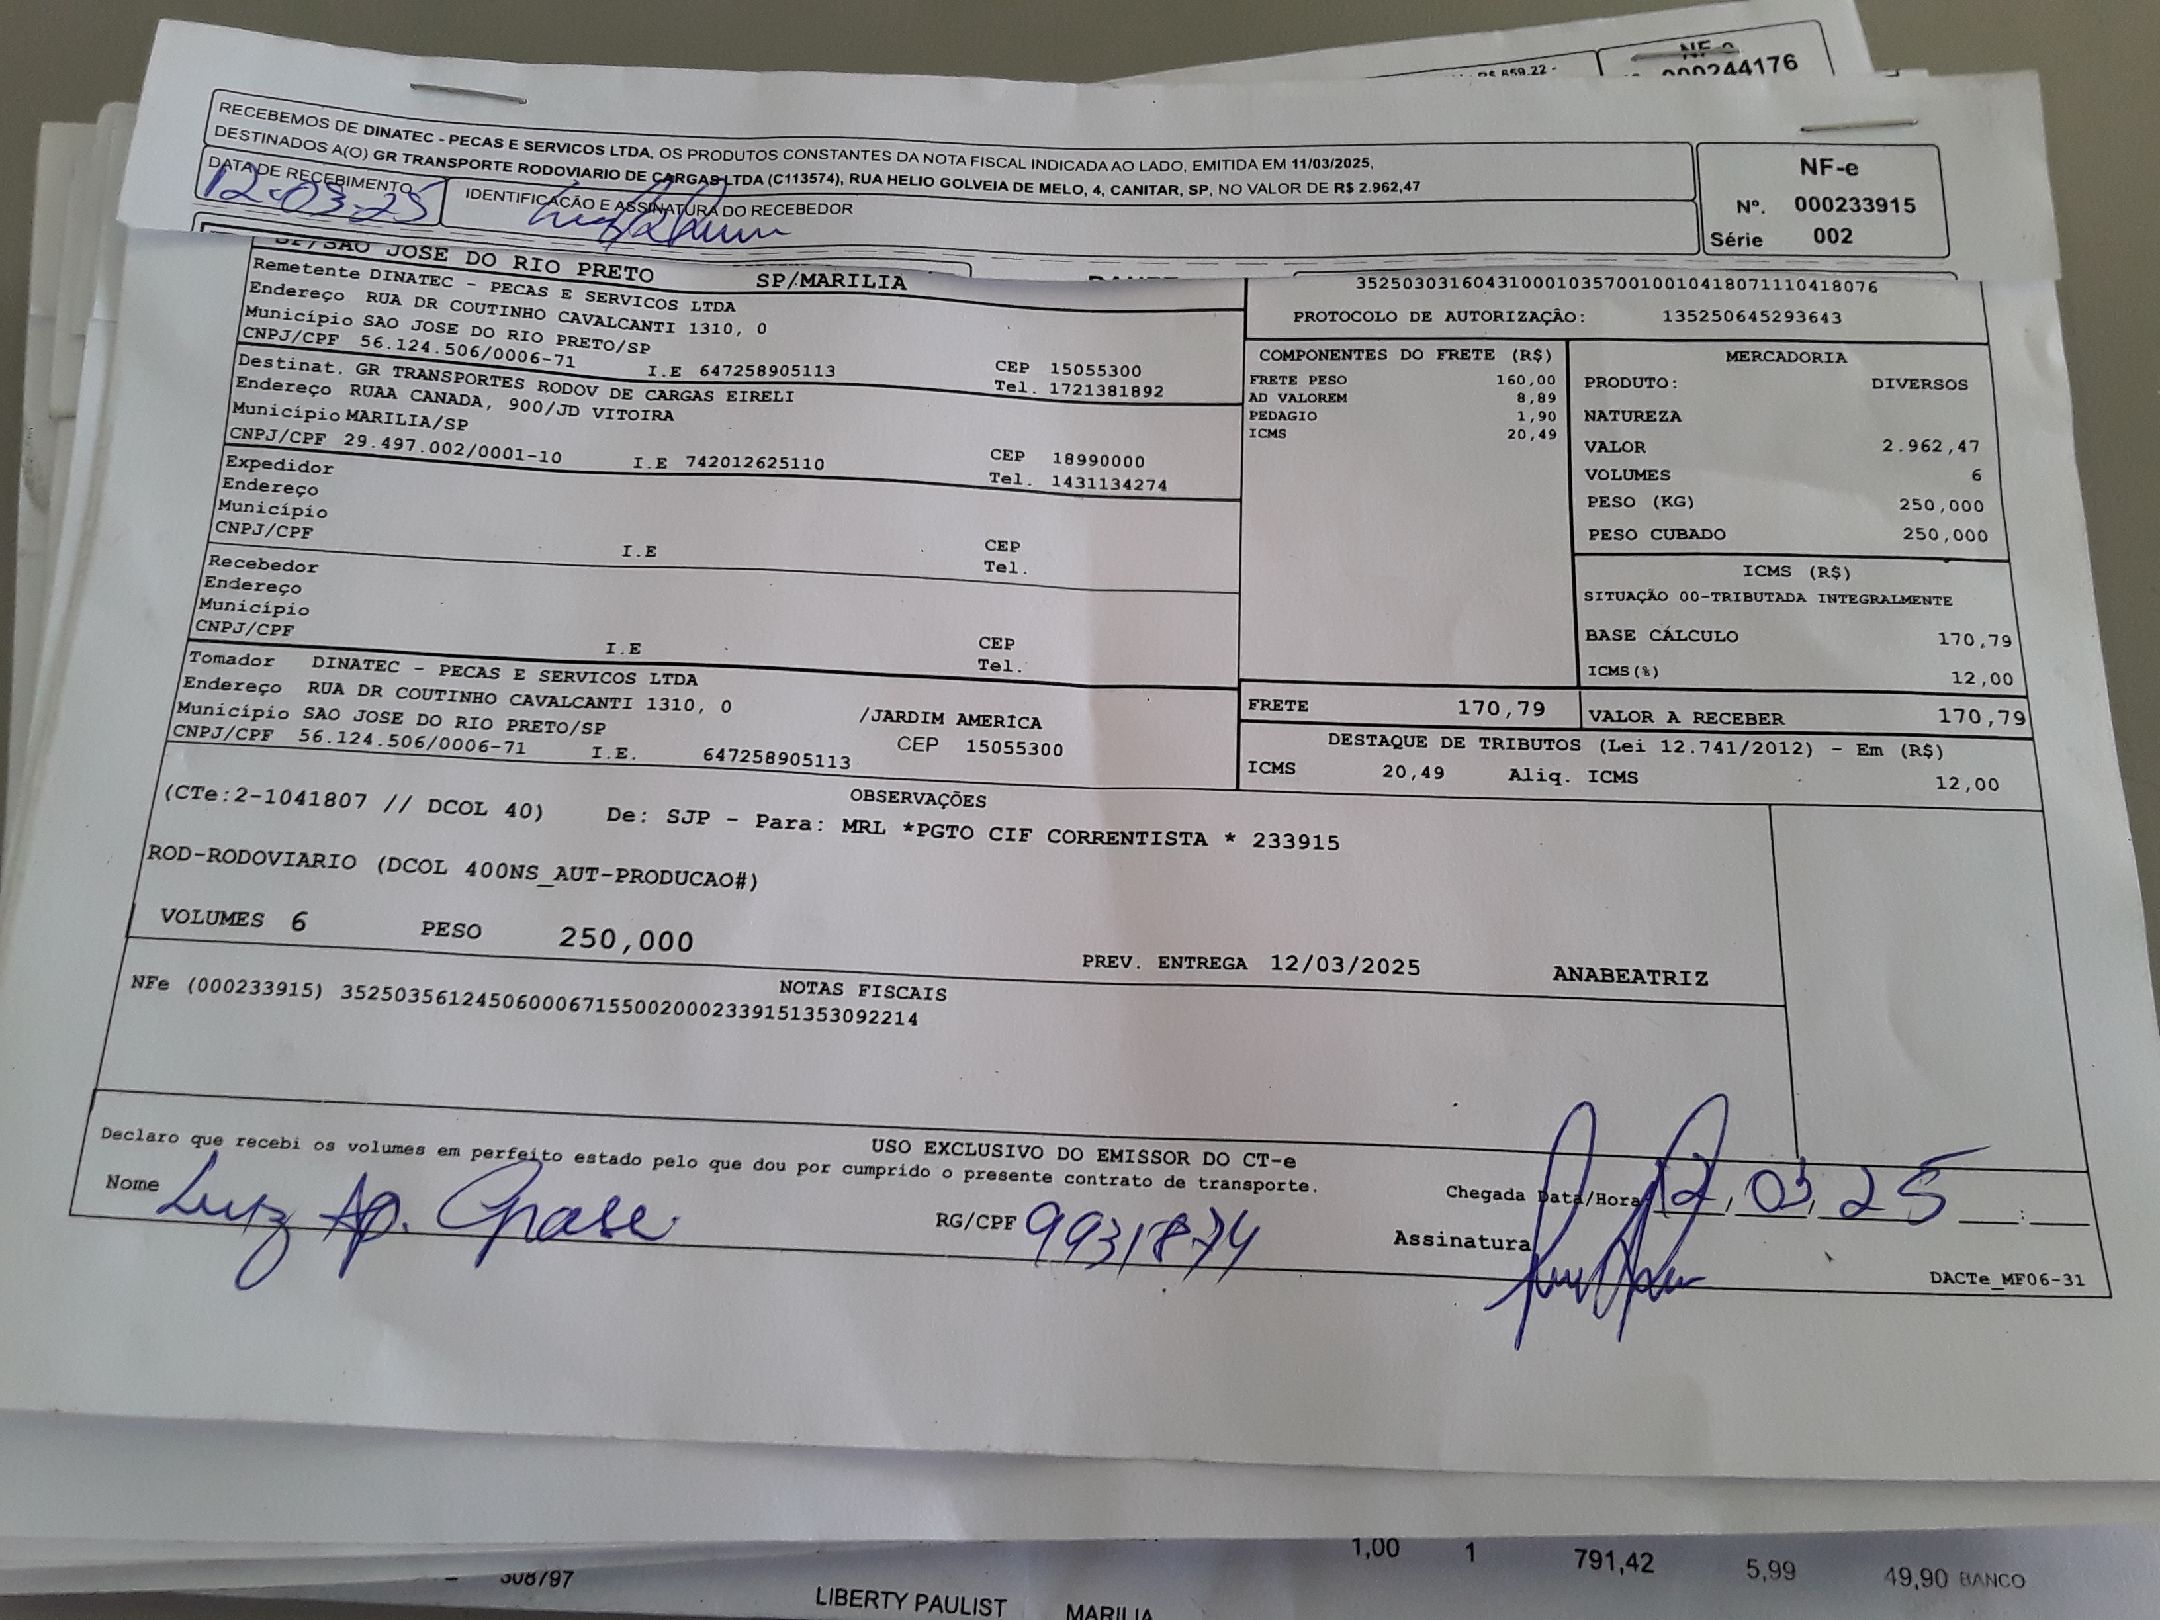 R$ 859,22 -
NF-e
000244176
RECEBEMOS DE DINATEC - PECAS E SERVICOS LTDA, OS PRODUTOS CONSTANTES DA NOTA FISCAL INDICADA AO LADO, EMITIDA EM 11/03/2025,
DESTINADOS A(O) GR TRANSPORTE RODOVIARIO DE CARGAS LTDA (C113574), RUA HELIO GOLVEIA DE MELO, 4, CANITAR, SP, NO VALOR DE R$ 2.962,47
NF-e
Nº. 000233915
Série 002
DATA DE RECEBIMENTO
12-03-25
IDENTIFICAÇÃO E ASSINATURA DO RECEBEDOR
SP/SAO JOSE DO RIO PRETO SP/MARILIA
Remetente DINATEC - PECAS E SERVICOS LTDA
Endereço RUA DR COUTINHO CAVALCANTI 1310, 0
Município SAO JOSE DO RIO PRETO/SP CEP 15055300
CNPJ/CPF 56.124.506/0006-71 I.E 647258905113 Tel. 1721381892
Destinat. GR TRANSPORTES RODOV DE CARGAS EIRELI
Endereço RUAA CANADA, 900/JD VITOIRA
Município MARILIA/SP CEP 18990000
CNPJ/CPF 29.497.002/0001-10 I.E 742012625110 Tel. 1431134274
Expedidor
Endereço
Município CEP
CNPJ/CPF I.E Tel.
Recebedor
Endereço
Município CEP
CNPJ/CPF I.E Tel.
Tomador DINATEC - PECAS E SERVICOS LTDA
Endereço RUA DR COUTINHO CAVALCANTI 1310, 0 /JARDIM AMERICA
Município SAO JOSE DO RIO PRETO/SP CEP 15055300
CNPJ/CPF 56.124.506/0006-71 I.E. 647258905113
35250303160431000103570010010418071110418076
PROTOCOLO DE AUTORIZAÇÃO: 135250645293643
COMPONENTES DO FRETE (R$)
FRETE PESO 160,00
AD VALOREM 8,89
PEDAGIO 1,90
ICMS 20,49
MERCADORIA
PRODUTO: DIVERSOS
NATUREZA
VALOR 2.962,47
VOLUMES 6
PESO (KG) 250,000
PESO CUBADO 250,000
ICMS (R$)
SITUAÇÃO 00-TRIBUTADA INTEGRALMENTE
BASE CÁLCULO 170,79
ICMS(%) 12,00
FRETE 170,79 VALOR A RECEBER 170,79
DESTAQUE DE TRIBUTOS (Lei 12.741/2012) - Em (R$)
ICMS 20,49 Aliq. ICMS 12,00
OBSERVAÇÕES
(CTe:2-1041807 // DCOL 40) De: SJP - Para: MRL *PGTO CIF CORRENTISTA * 233915
ROD-RODOVIARIO (DCOL 400NS_AUT-PRODUCAO#)
VOLUMES 6 PESO 250,000 PREV. ENTREGA 12/03/2025 ANABEATRIZ
NOTAS FISCAIS
NFe (000233915) 35250356124506000671550020002339151353092214
USO EXCLUSIVO DO EMISSOR DO CT-e
Declaro que recebi os volumes em perfeito estado pelo que dou por cumprido o presente contrato de transporte.
Nome Luiz Ap. RG/CPF 9931874 Chegada Data/Hora 12, 03, 25 __:__
Assinatura
DACTe_MF06-31
308797 1,00 1 791,42 5,99 49,90 BANCO
LIBERTY PAULIST MARILIA